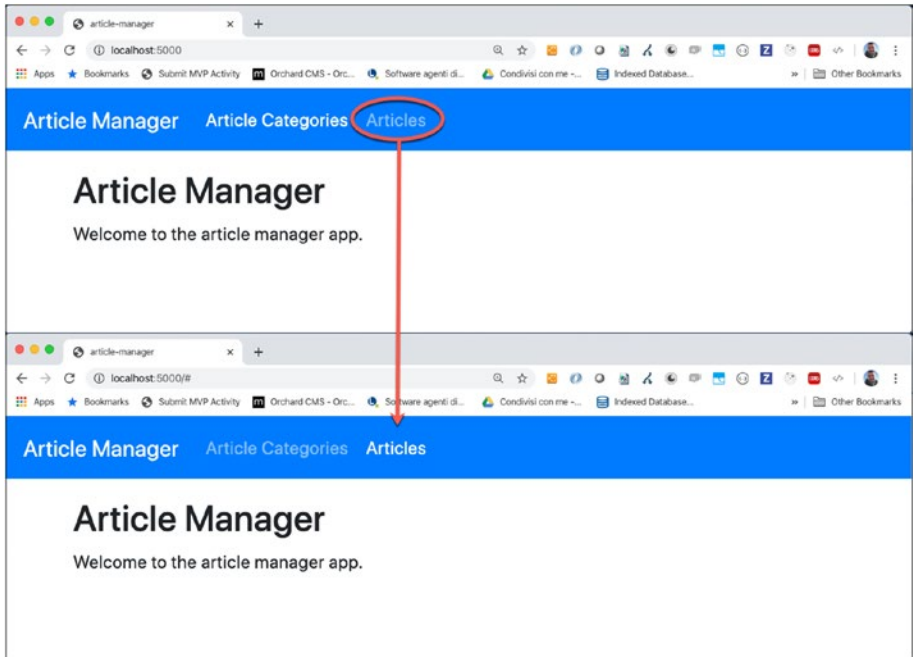 article-manager
localhost:5000
Apps Bookmarks Submit MVP Activity m Orchard CMS - Orc... Software agenti di... Condivisi con me -... Indexed Database... » Other Bookmarks
Article Manager Article Categories Articles
Article Manager
Welcome to the article manager app.
article-manager
localhost:5000/#
Apps Bookmarks Submit MVP Activity m Orchard CMS - Orc... Software agenti di... Condivisi con me -... Indexed Database... » Other Bookmarks
Article Manager Article Categories Articles
Article Manager
Welcome to the article manager app.